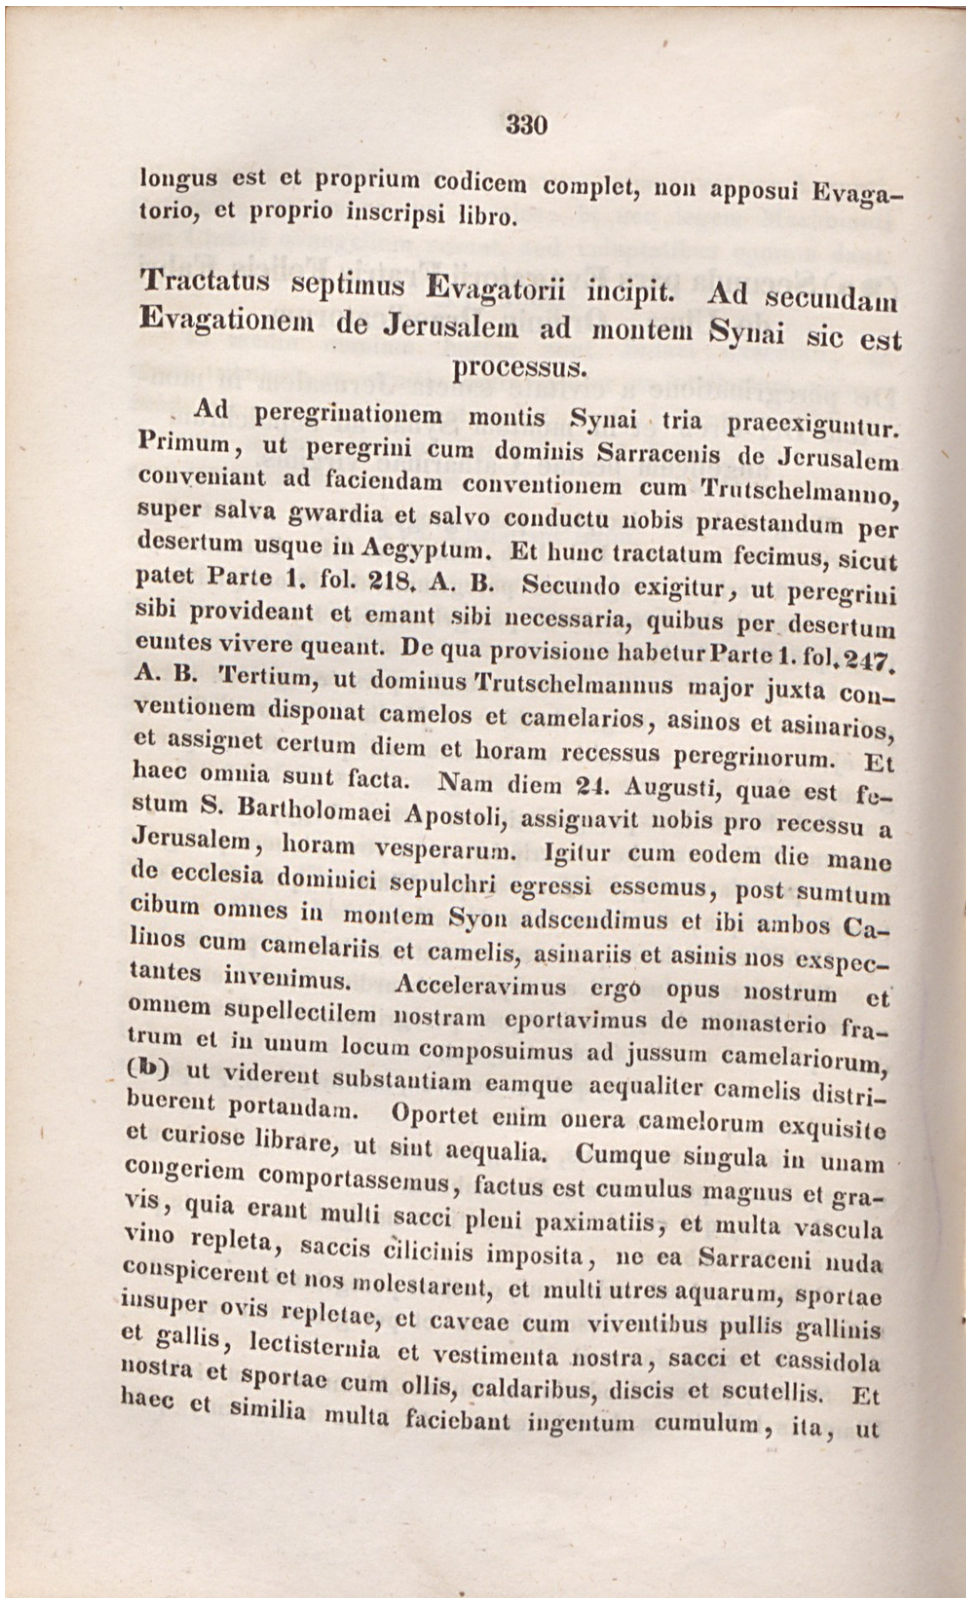 330
longus est et proprium codicem complet, non apposui Evaga-
torio, et proprio inscripsi libro.
Tractatus septimus Evagatorii incipit. Ad secundam
Evagationem de Jerusalem ad montem Synai sic est
processus.
Ad peregrinationem montis Synai tria praeexiguntur.
Primum, ut peregrini cum dominis Sarracenis de Jerusalem
conveniant ad faciendam conventionem cum Trutschelmanno,
super salva gwardia et salvo conductu nobis praestandum per
desertum usque in Aegyptum. Et hunc tractatum fecimus, sicut
patet Parte 1. fol. 218. A. B. Secundo exigitur, ut peregrini
sibi provideant et emant sibi necessaria, quibus per desertum
euntes vivere queant. De qua provisione habetur Parte 1. fol. 247.
A. B. Tertium, ut dominus Trutschelmannus major juxta con-
ventionem disponat camelos et camelarios, asinos et asinarios,
et assignet certum diem et horam recessus peregrinorum. Et
haec omnia sunt facta. Nam diem 24. Augusti, quae est fe-
stum S. Bartholomaei Apostoli, assignavit nobis pro recessu a
Jerusalem, horam vesperarum. Igitur cum eodem die mane
de ecclesia dominici sepulchri egressi essemus, post sumtum
cibum omnes in montem Syon adscendimus et ibi ambos Ca-
linos cum camelariis et camelis, asinariis et asinis nos exspec-
tantes invenimus. Acceleravimus ergo opus nostrum et
omnem supellectilem nostram eportavimus de monasterio fra-
trum et in unum locum composuimus ad jussum camelariorum,
(b) ut viderent substantiam eamque aequaliter camelis distri-
buerent portandam. Oportet enim onera camelorum exquisite
et curiose librare, ut sint aequalia. Cumque singula in unam
congeriem comportassemus, factus est cumulus magnus et gra-
vis, quia erant multi sacci pleni paximatiis, et multa vascula
vino repleta, saccis cilicinis imposita, ne ea Sarraceni nuda
conspicerent et nos molestarent, et multi utres aquarum, sportae
insuper ovis repletae, et caveae cum viventibus pullis gallinis
et gallis, lectisternia et vestimenta nostra, sacci et cassidola
nostra et sportae cum ollis, caldaribus, discis et scutellis. Et
haec et similia multa faciebant ingentum cumulum, ita, ut